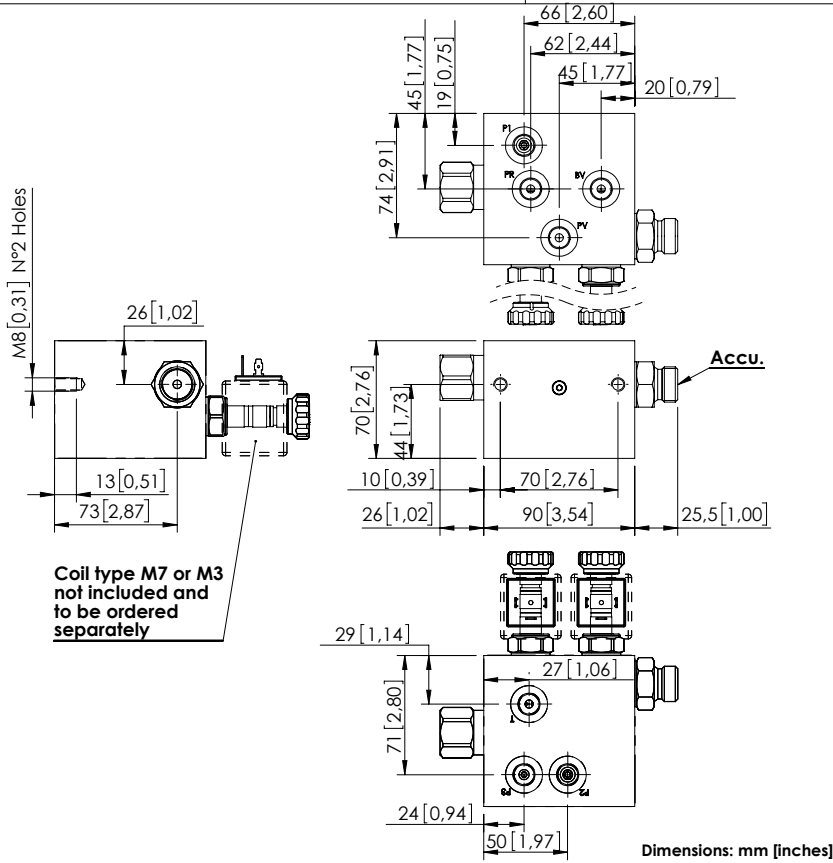 66[2,60]
62[2,44]
45[1,77]
20[0,79]
45[1,77]
19[0,75]
74[2,91]
P1
PR
BV
PV
M8[0,31] N°2 Holes
26[1,02]
13[0,51]
73[2,87]
Coil type M7 or M3
not included and
to be ordered
separately
Accu.
70[2,76]
44[1,73]
10[0,39]
70[2,76]
26[1,02]
90[3,54]
25,5[1,00]
29[1,14]
27[1,06]
71[2,80]
T
P3
P2
24[0,94]
50[1,97]
Dimensions: mm [inches]